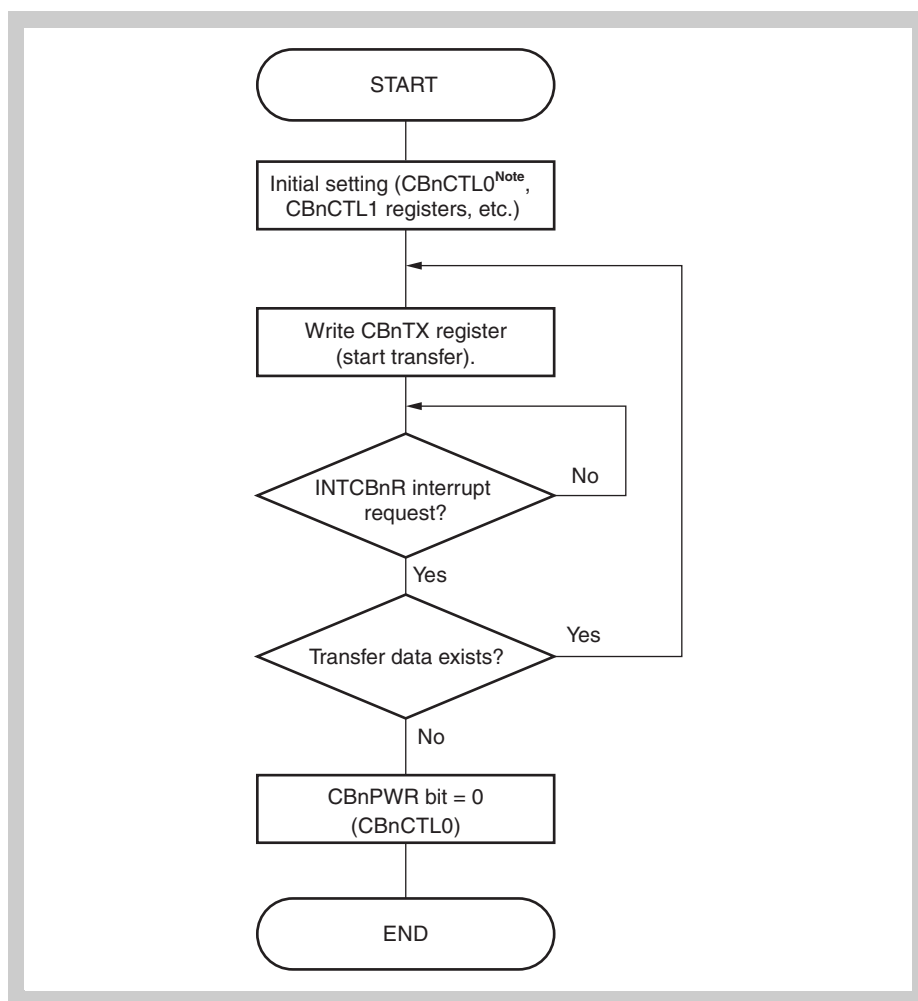 START
Initial setting (CBnCTL0Note,
CBnCTL1 registers, etc.)
Write CBnTX register
(start transfer).
INTCBnR interrupt
request?
No
Yes
Transfer data exists?
Yes
No
CBnPWR bit = 0
(CBnCTL0)
END